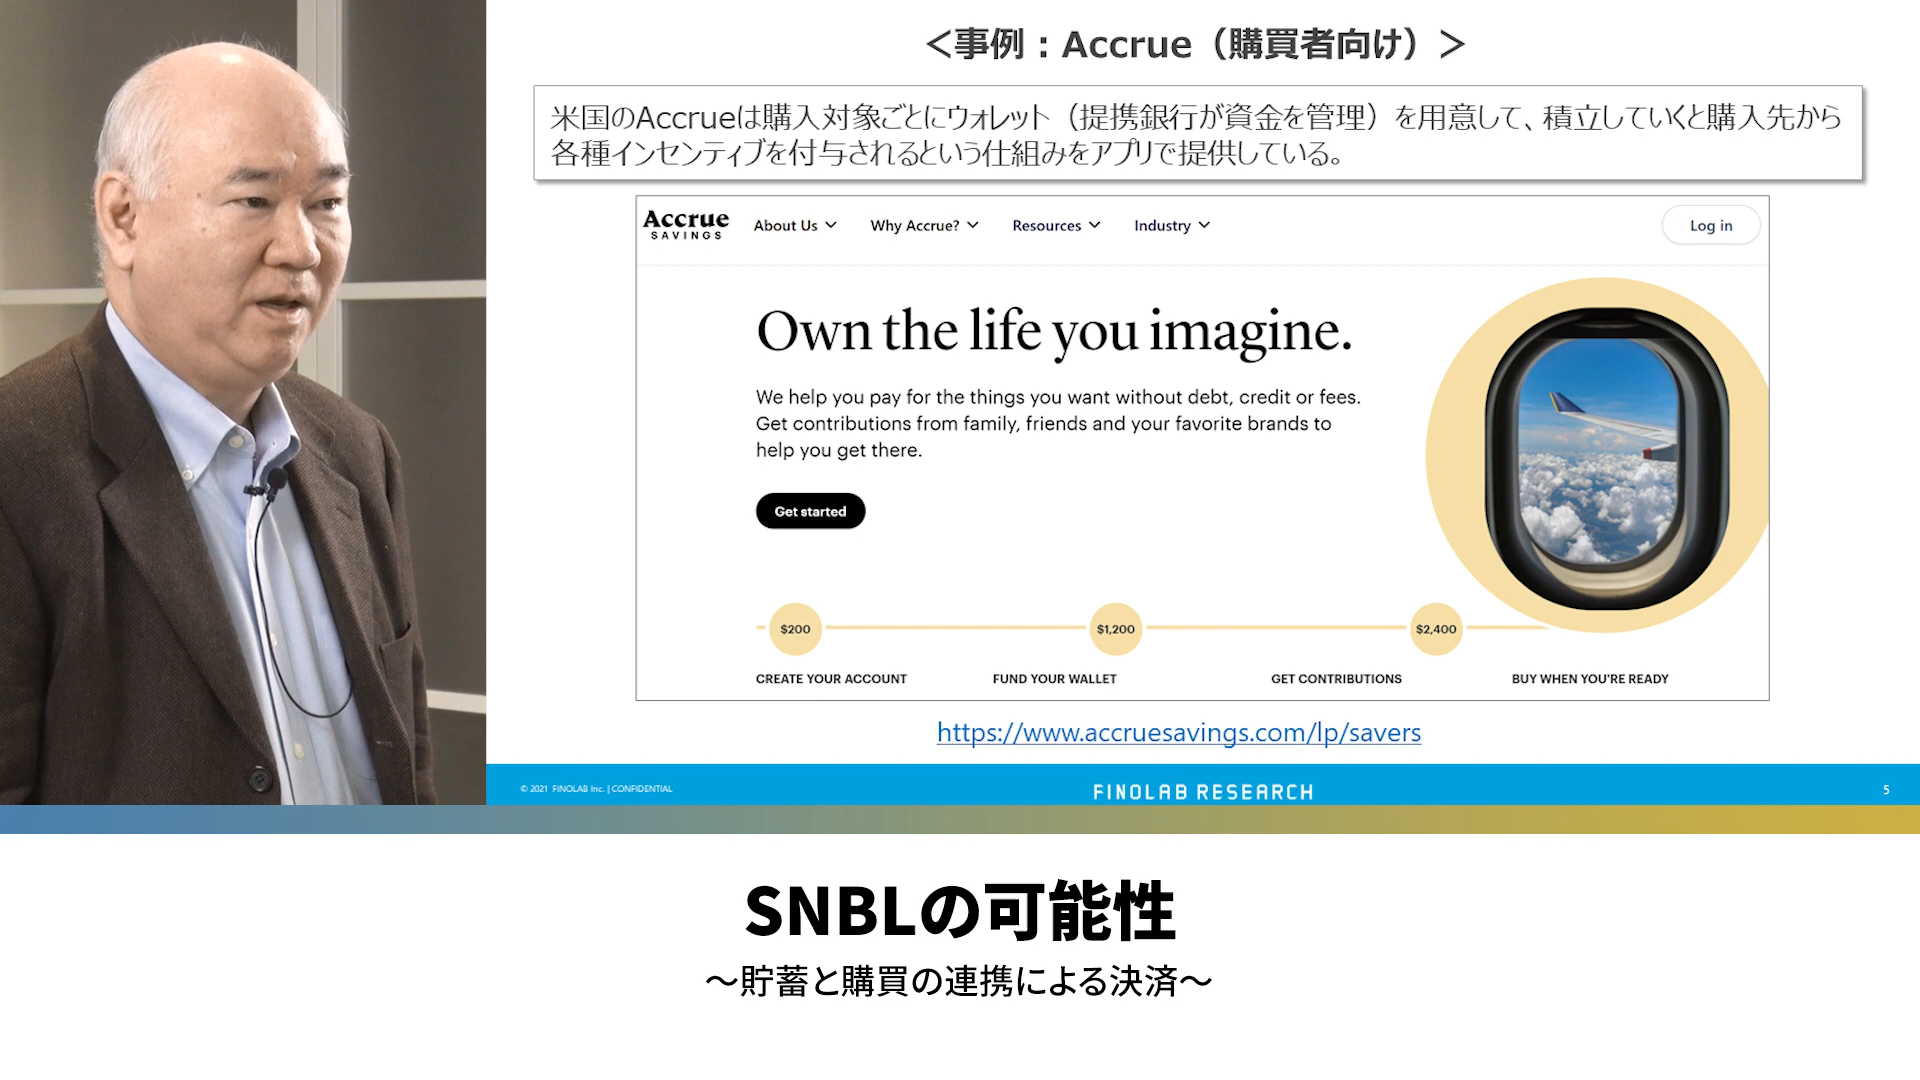 ＜事例：Accrue（購買者向け）＞
米国のAccrueは購入対象ごとにウォレット（提携銀行が資金を管理）を用意して、積立していくと購入先から
各種インセンティブを付与されるという仕組みをアプリで提供している。
Accrue
SAVINGS
About Us
Why Accrue?
Resources
Industry
Log in
Own the life you imagine.
We help you pay for the things you want without debt, credit or fees.
Get contributions from family, friends and your favorite brands to
help you get there.
Get started
$200
$1,200
$2,400
CREATE YOUR ACCOUNT
FUND YOUR WALLET
GET CONTRIBUTIONS
BUY WHEN YOU'RE READY
https://www.accruesavings.com/lp/savers
© 2021 FINOLAB Inc. | CONFIDENTIAL
FINOLAB RESEARCH
5
SNBLの可能性
～貯蓄と購買の連携による決済～